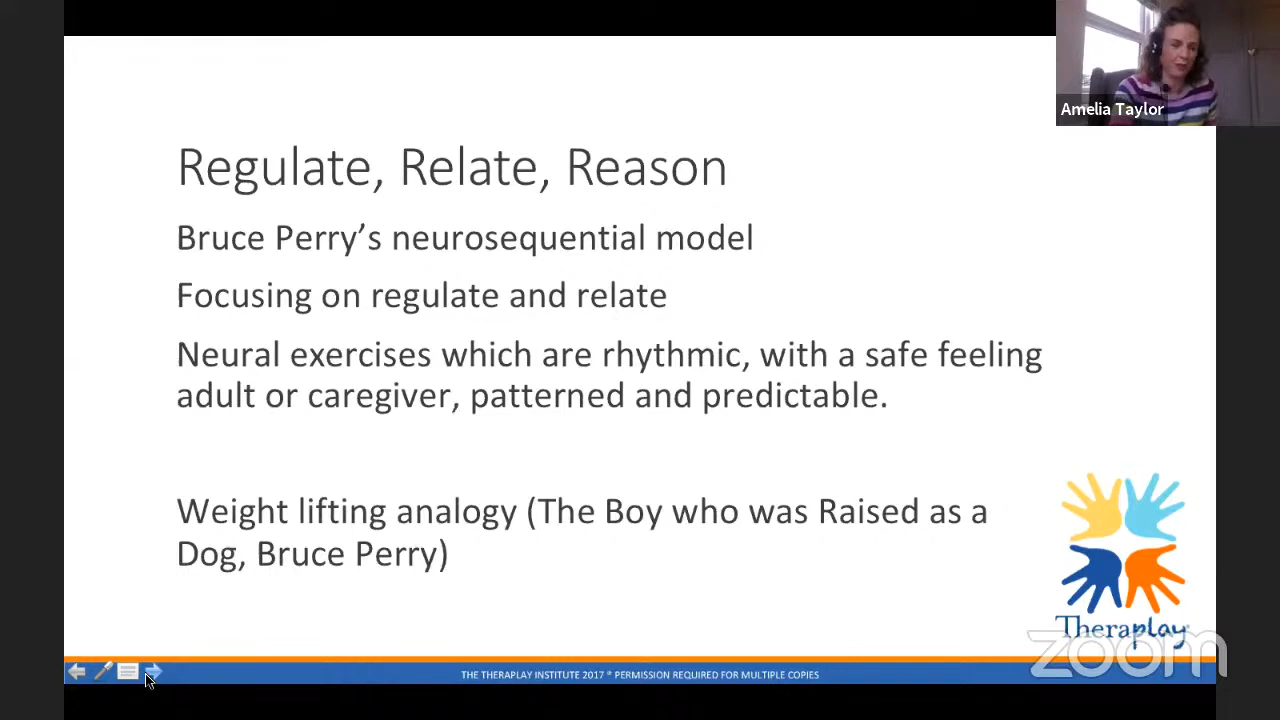 Amelia Taylor
Regulate, Relate, Reason
Bruce Perry’s neurosequential model
Focusing on regulate and relate
Neural exercises which are rhythmic, with a safe feeling
adult or caregiver, patterned and predictable.
Weight lifting analogy (The Boy who was Raised as a
Dog, Bruce Perry)
Theraplay
zoom
THE THERAPLAY INSTITUTE 2017 ® PERMISSION REQUIRED FOR MULTIPLE COPIES